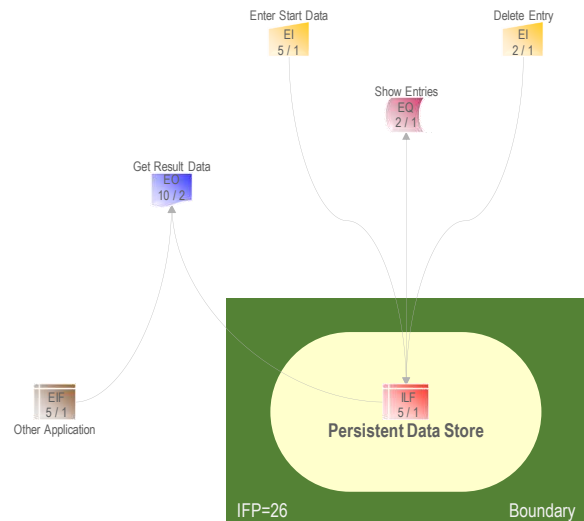 Enter Start Data
EI
5 / 1
Delete Entry
EI
2 / 1
Show Entries
EQ
2 / 1
Get Result Data
EO
10 / 2
EIF
5 / 1
Other Application
ILF
5 / 1
Persistent Data Store
IFP=26
Boundary